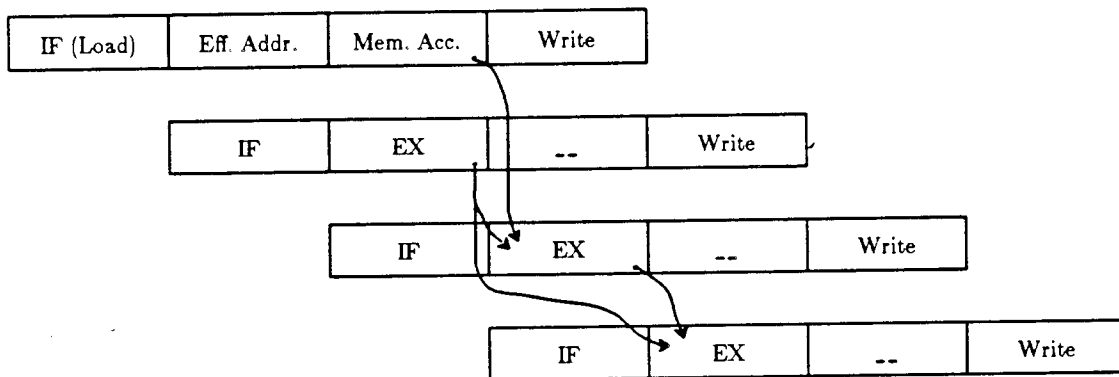 IF (Load) Eff. Addr. Mem. Acc. Write
IF EX -- Write
IF EX -- Write
IF EX -- Write